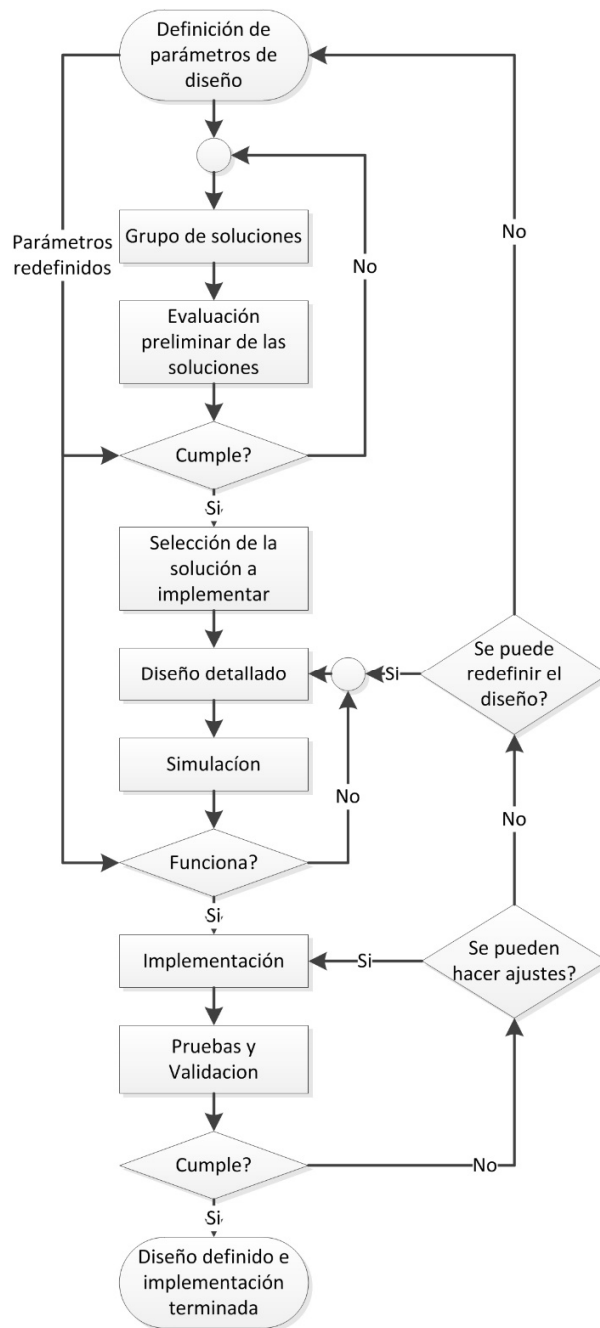 Definición de
parámetros de
diseño
No
Parámetros
redefinidos
Grupo de soluciones
No
Evaluación
preliminar de las
soluciones
Cumple?
Si
Selección de la
solución a
implementar
Se puede
redefinir el
diseño?
Si
Diseño detallado
Simulacíon
No
No
Funciona?
Si
Implementación
Si
Se pueden
hacer ajustes?
Pruebas y
Validacion
Cumple?
No
Si
Diseño definido e
implementación
terminada